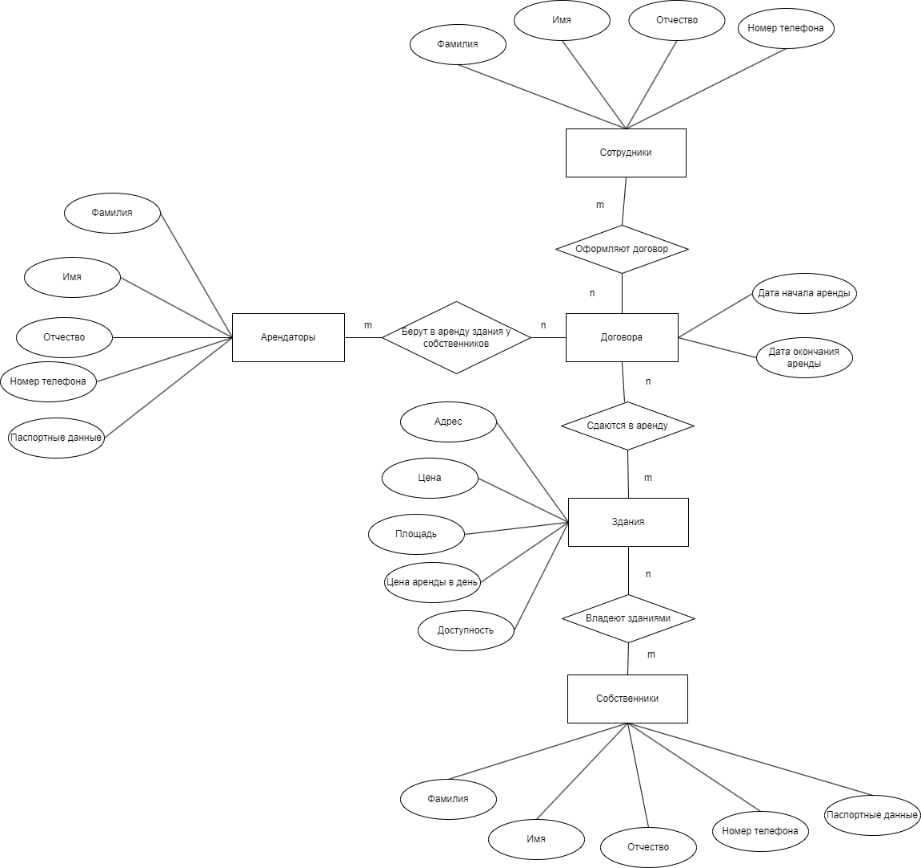 Фамилия
Имя
Отчество
Номер телефона
Сотрудники
m
Оформляют договор
n
Фамилия
Имя
Отчество
Номер телефона
Паспортные данные
Арендаторы
m
Берут в аренду здания у
собственников
n
Договора
Дата начала аренды
Дата окончания
аренды
n
Сдаются в аренду
m
Адрес
Цена
Площадь
Цена аренды в день
Доступность
Здания
n
Владеют зданиями
m
Собственники
Фамилия
Имя
Отчество
Номер телефона
Паспортные данные